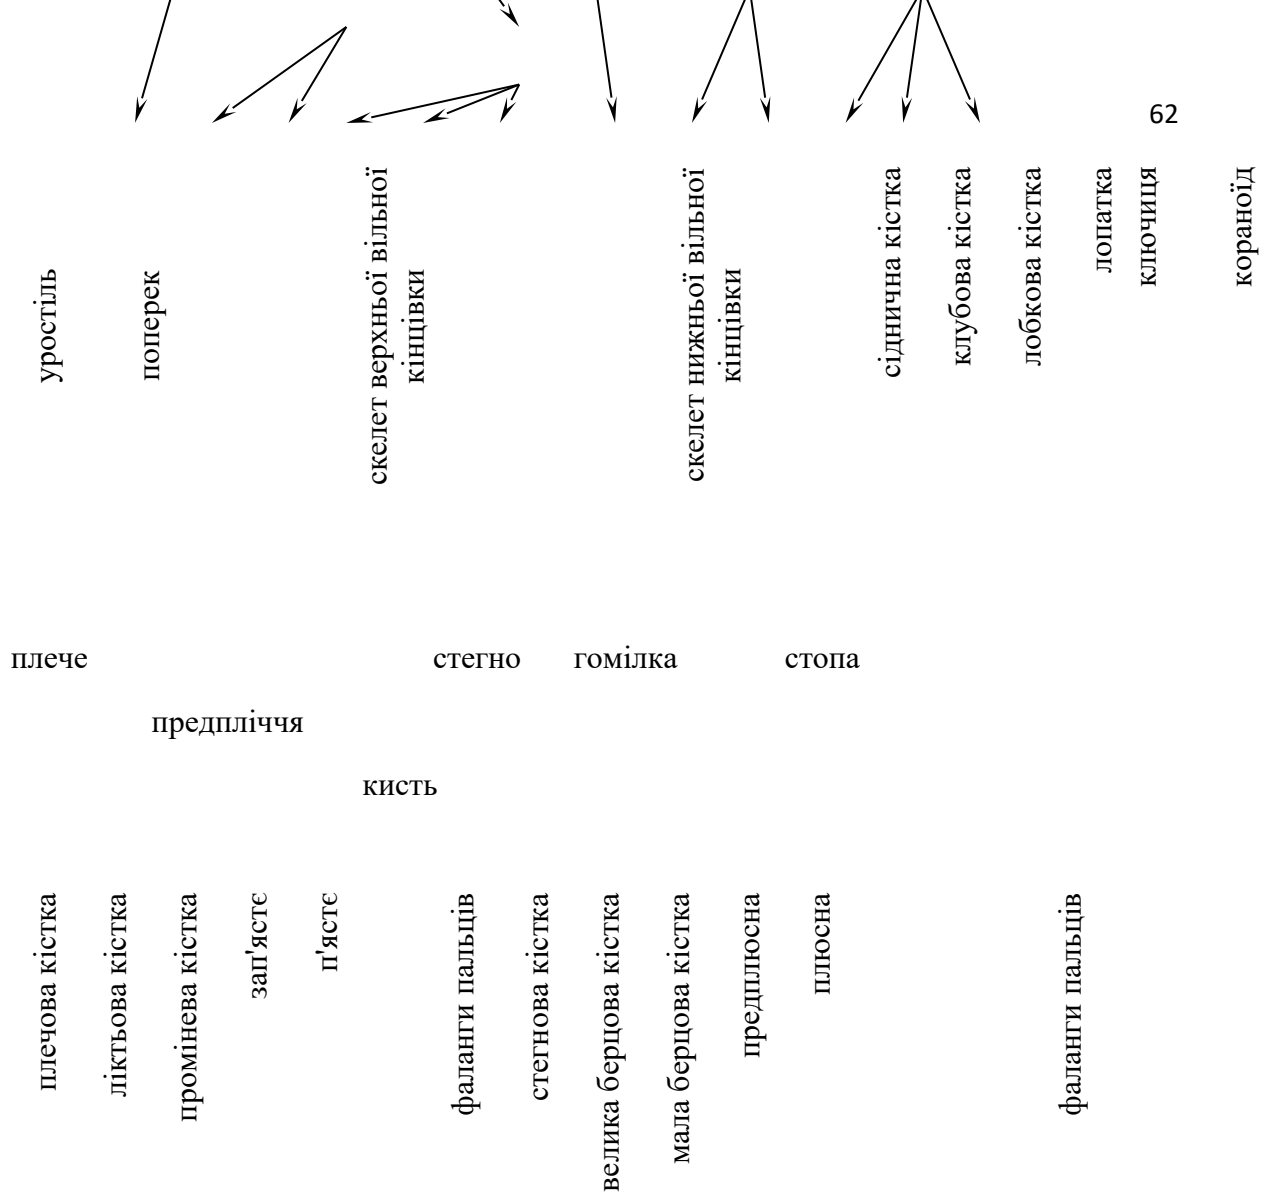 62
уростіль
поперек
скелет верхньої вільної
кінцівки
скелет нижньої вільної
кінцівки
сіднична кістка
клубова кістка
лобкова кістка
лопатка
ключиця
кораноїд
плече
стегно
гомілка
стопа
предпліччя
кисть
плечова кістка
ліктьова кістка
промінева кістка
зап'ястє
п'ястє
фаланги пальців
стегнова кістка
велика берцова кістка
мала берцова кістка
предплюсна
плюсна
фаланги пальців